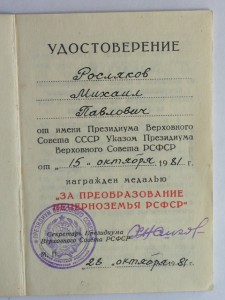 УДОСТОВЕРЕНИЕ
Росляков
Михаил
Павлович
от имени Президиума Верховного
Совета СССР Указом Президиума
Верховного Совета РСФСР
от „15„ октября 1981..г.
награжден медалью
"ЗА ПРЕОБРАЗОВАНИЕ
НЕЧЕРНОЗЕМЬЯ РСФСР"
Секретарь Президиума
Верховного Совета РСФСР
М. П.
26 октября 1981 г.